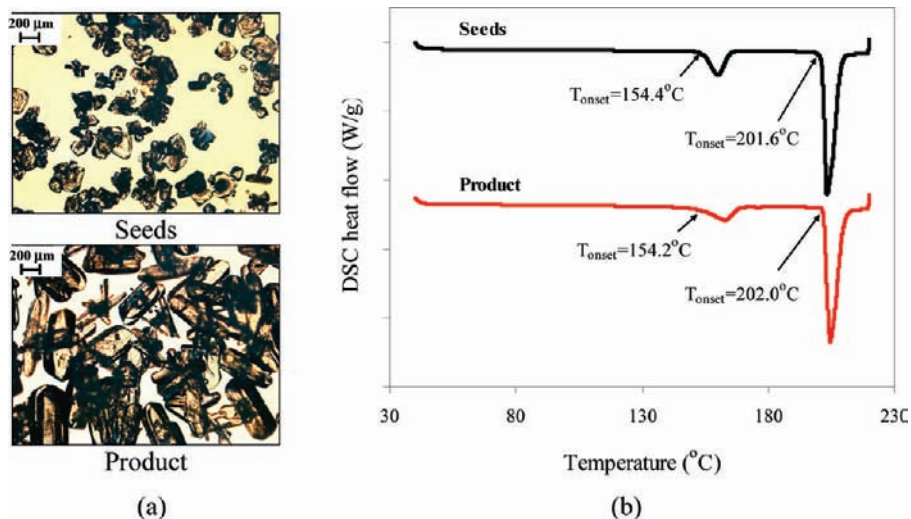 (a)
200 µm
Seeds
200 µm
Product
DSC heat flow (W/g)
Seeds
Tonset=154.4°C
Tonset=201.6°C
Product
Tonset=154.2°C
Tonset=202.0°C
30 80 130 180 230
Temperature (°C)
(b)